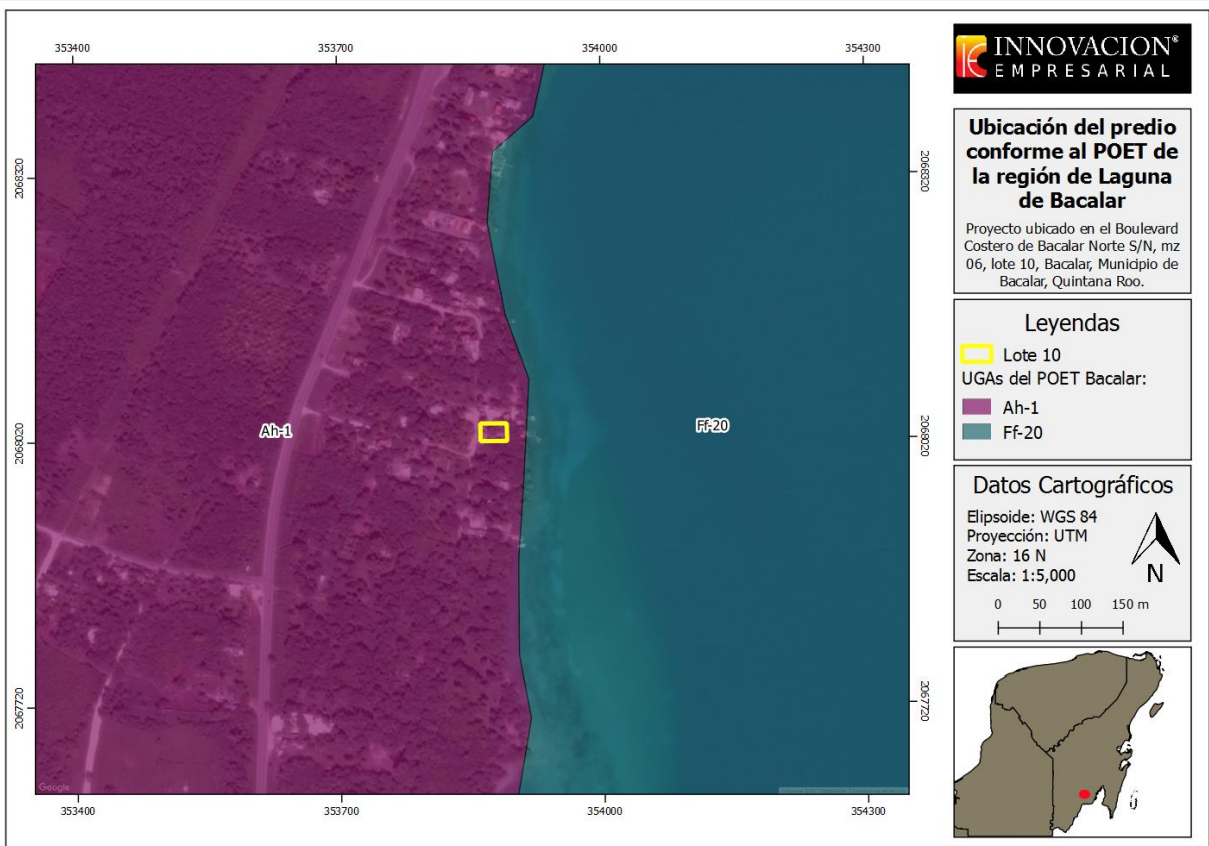 353400 353700 354000 354300
INNOVACION®
EMPRESARIAL
Ubicación del predio
conforme al POET de
la región de Laguna
de Bacalar
Proyecto ubicado en el Boulevard
Costero de Bacalar Norte S/N, mz
06, lote 10, Bacalar, Municipio de
Bacalar, Quintana Roo.
Leyendas
Lote 10
UGAs del POET Bacalar:
Ah-1
Ff-20
Datos Cartográficos
Elipsoide: WGS 84
Proyección: UTM
Zona: 16 N
Escala: 1:5,000
N
0 50 100 150 m
2068320 2068320
Ah-1 Ff-20
2068020 2068020
2067720 2067720
Google
353400 353700 354000 354300